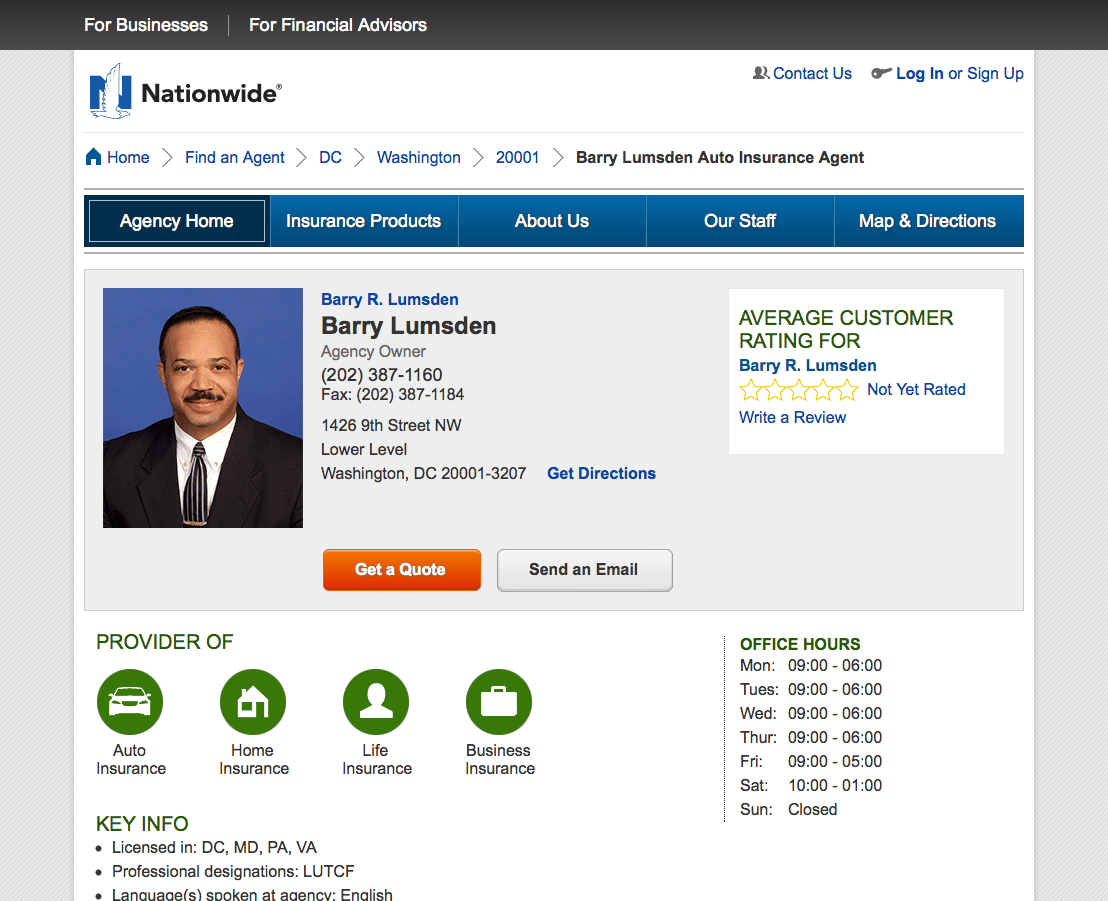 For Businesses
For Financial Advisors
Nationwide®
Contact Us
Log In or Sign Up
Home
Find an Agent
DC
Washington
20001
Barry Lumsden Auto Insurance Agent
Agency Home
Insurance Products
About Us
Our Staff
Map & Directions
Barry R. Lumsden
Barry Lumsden
Agency Owner
(202) 387-1160
Fax: (202) 387-1184
1426 9th Street NW
Lower Level
Washington, DC 20001-3207
Get Directions
Get a Quote
Send an Email
AVERAGE CUSTOMER
RATING FOR
Barry R. Lumsden
Not Yet Rated
Write a Review
PROVIDER OF
Auto
Insurance
Home
Insurance
Life
Insurance
Business
Insurance
OFFICE HOURS
Mon: 09:00 - 06:00
Tues: 09:00 - 06:00
Wed: 09:00 - 06:00
Thur: 09:00 - 06:00
Fri: 09:00 - 05:00
Sat: 10:00 - 01:00
Sun: Closed
KEY INFO
Licensed in: DC, MD, PA, VA
Professional designations: LUTCF
Language(s) spoken at agency: English